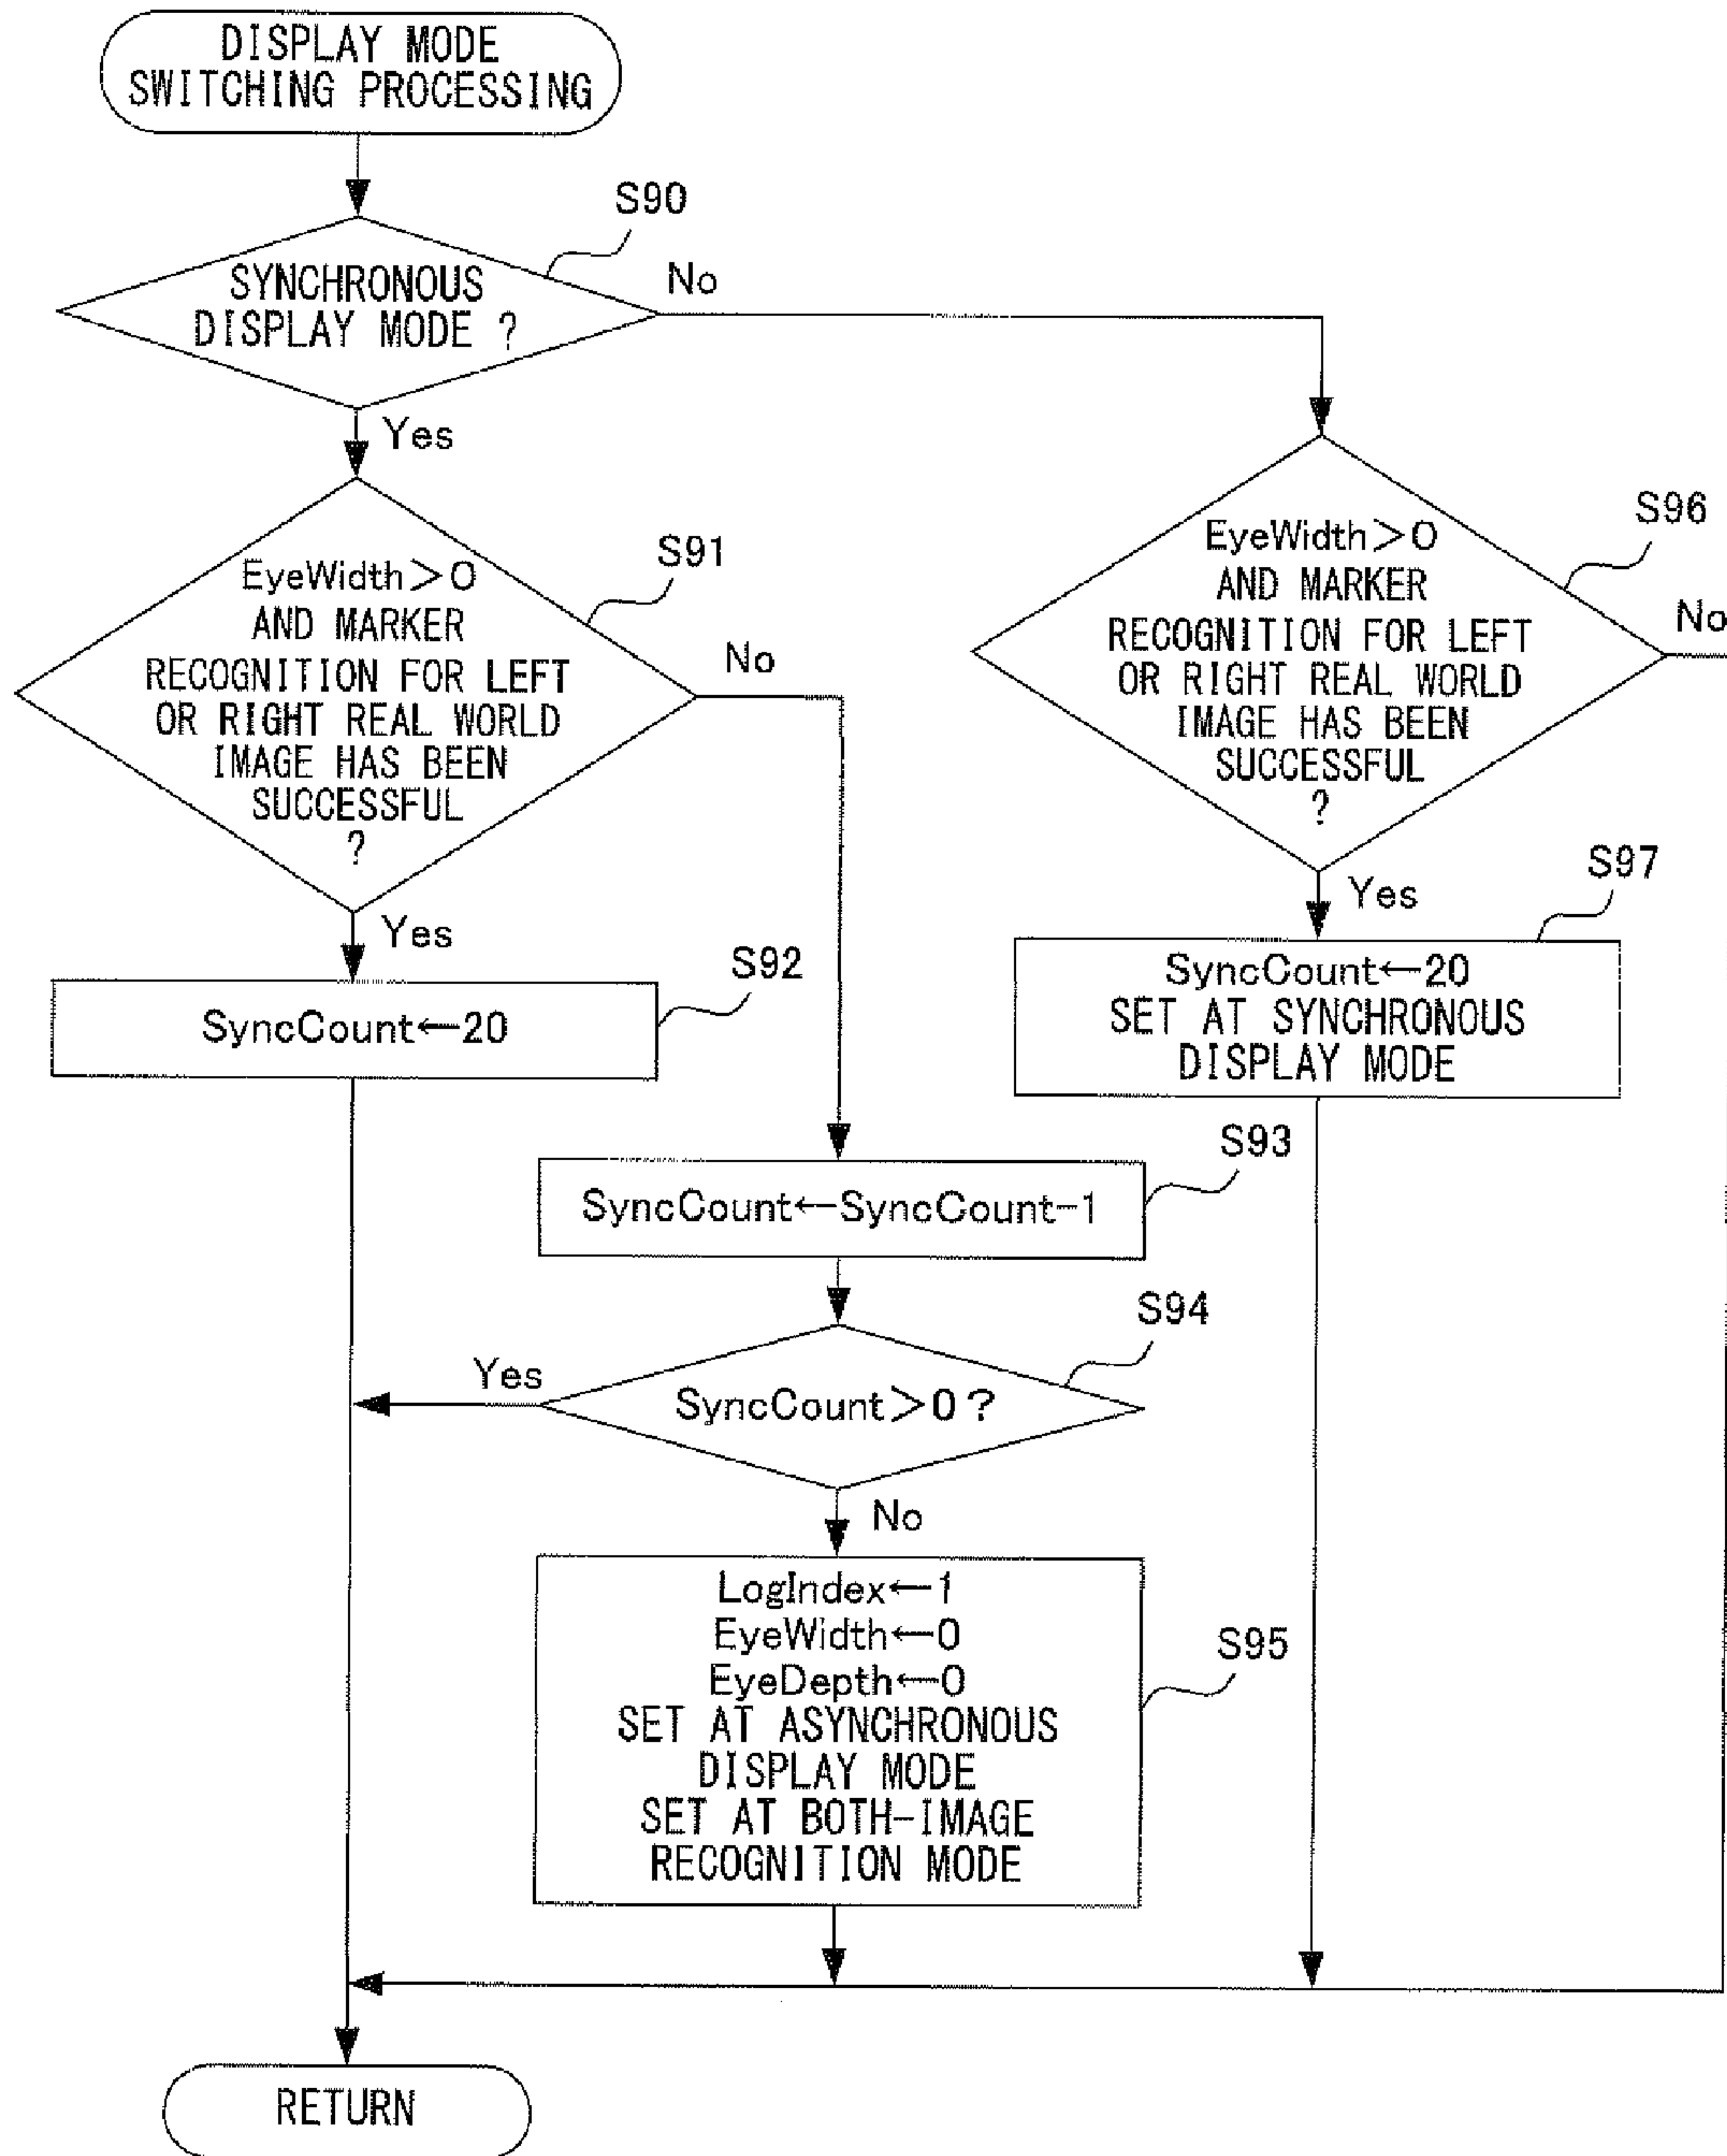 DISPLAY MODE
SWITCHING PROCESSING
S90
SYNCHRONOUS
DISPLAY MODE ?
No
Yes
S91
EyeWidth>0
AND MARKER
RECOGNITION FOR LEFT
OR RIGHT REAL WORLD
IMAGE HAS BEEN
SUCCESSFUL
?
No
Yes
S96
EyeWidth>0
AND MARKER
RECOGNITION FOR LEFT
OR RIGHT REAL WORLD
IMAGE HAS BEEN
SUCCESSFUL
?
No
Yes
S92
SyncCount←20
S97
SyncCount←20
SET AT SYNCHRONOUS
DISPLAY MODE
S93
SyncCount←SyncCount-1
S94
SyncCount>0?
Yes
No
S95
LogIndex←1
EyeWidth←0
EyeDepth←0
SET AT ASYNCHRONOUS
DISPLAY MODE
SET AT BOTH-IMAGE
RECOGNITION MODE
RETURN